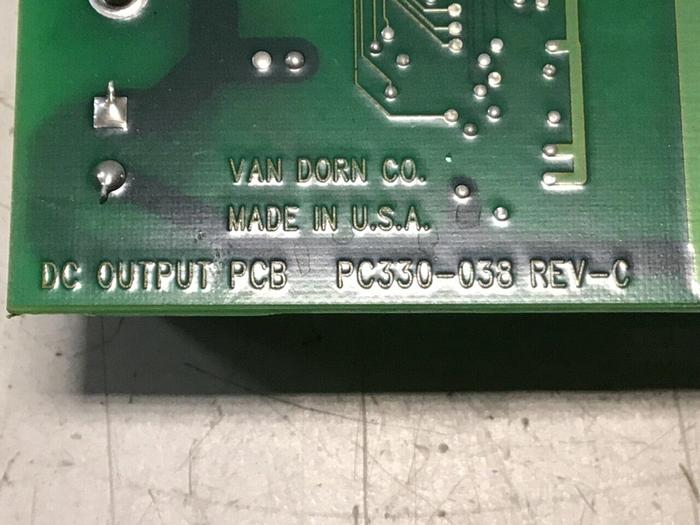 VAN DORN CO.
MADE IN U.S.A.
DC OUTPUT PCB PC330-038 REV-C